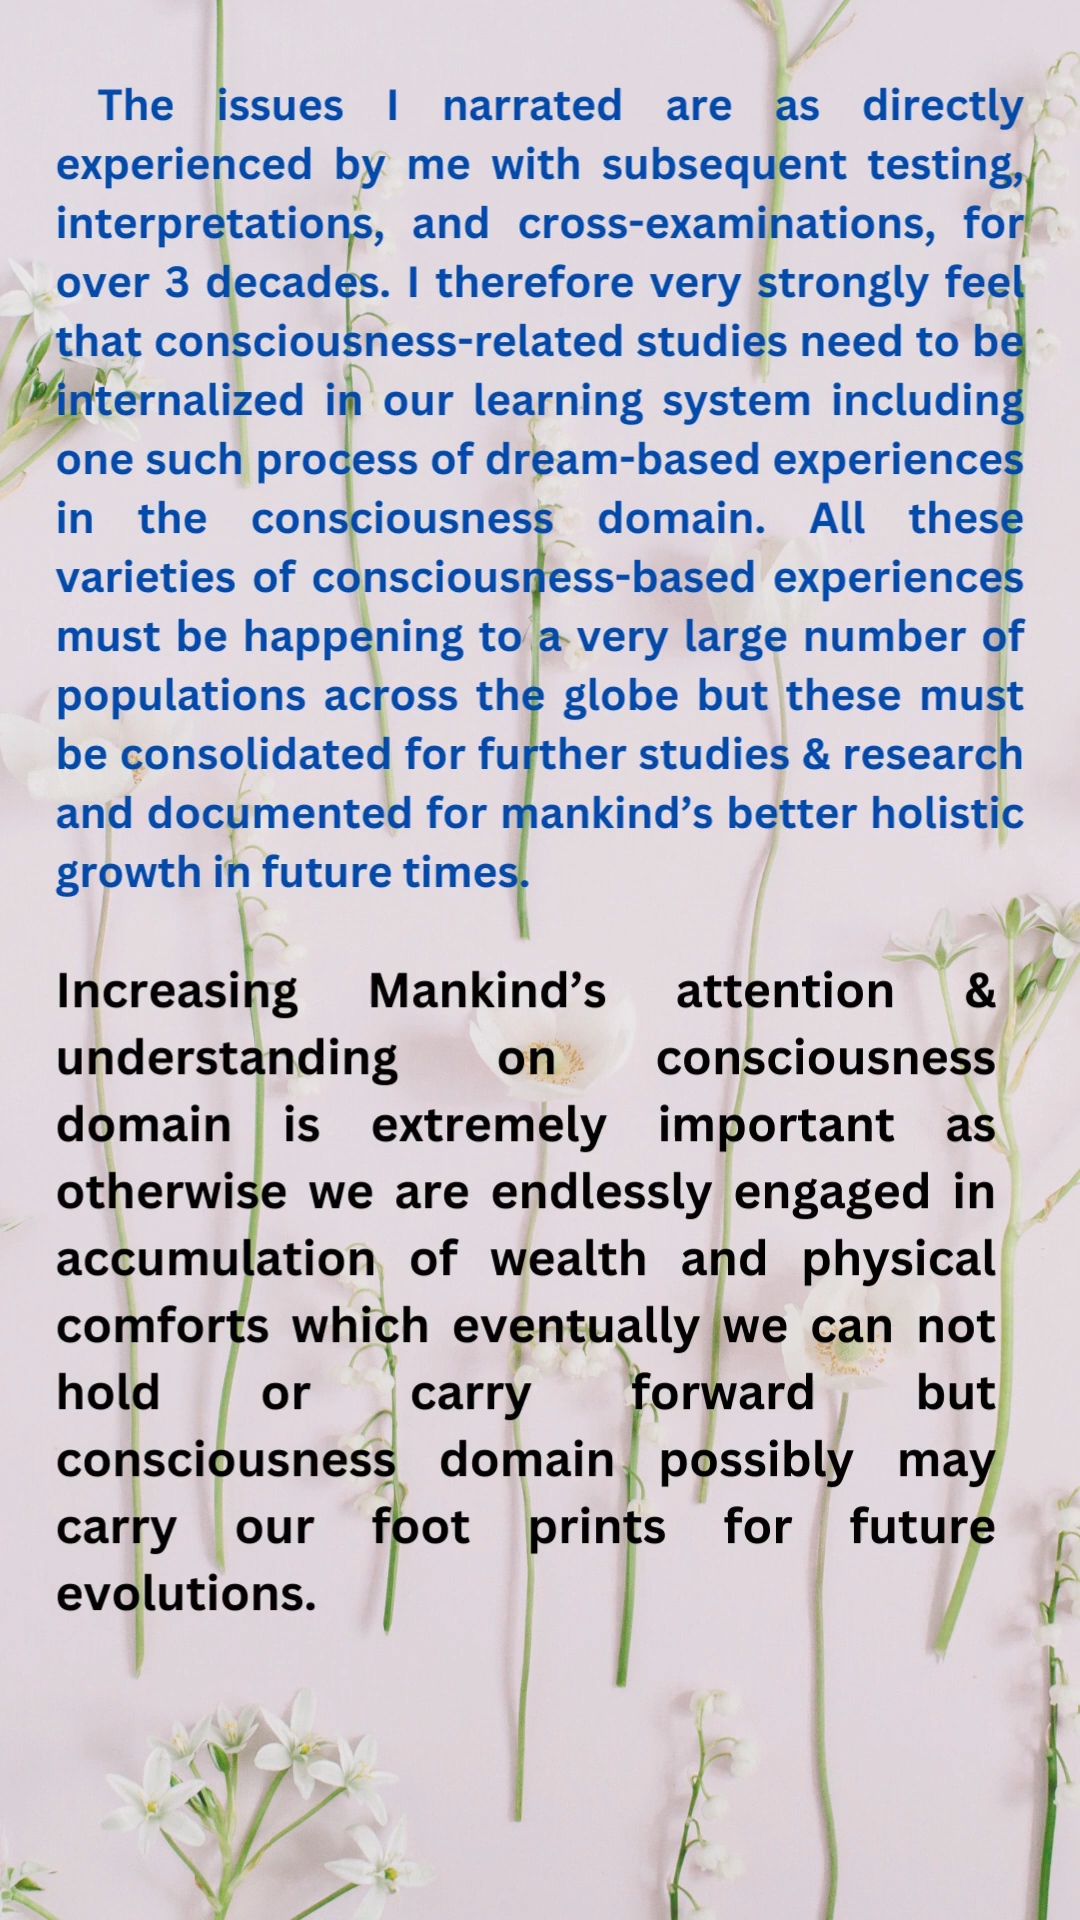 The issues I narrated are as directly
experienced by me with subsequent testing,
interpretations, and cross-examinations, for
over 3 decades. I therefore very strongly feel
that consciousness-related studies need to be
internalized in our learning system including
one such process of dream-based experiences
in the consciousness domain. All these
varieties of consciousness-based experiences
must be happening to a very large number of
populations across the globe but these must
be consolidated for further studies & research
and documented for mankind’s better holistic
growth in future times.
Increasing Mankind’s attention &
understanding on consciousness
domain is extremely important as
otherwise we are endlessly engaged in
accumulation of wealth and physical
comforts which eventually we can not
hold or carry forward but
consciousness domain possibly may
carry our foot prints for future
evolutions.